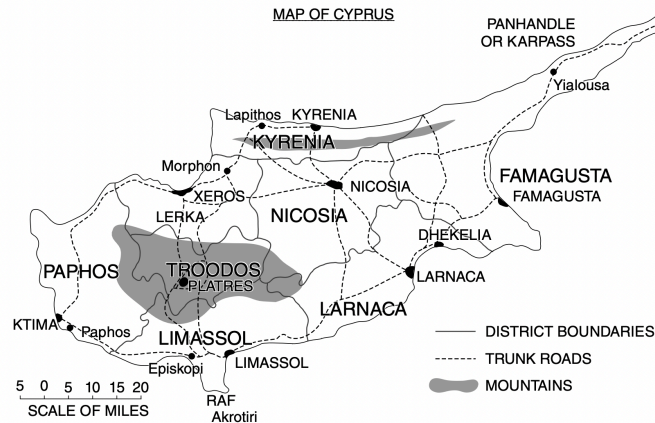 MAP OF CYPRUS
PANHANDLE
OR KARPASS
Yialousa
Lapithos
KYRENIA
KYRENIA
Morphon
XEROS
LERKA
NICOSIA
NICOSIA
FAMAGUSTA
FAMAGUSTA
DHEKELIA
PAPHOS
TROODOS
PLATRES
LARNACA
LARNACA
KTIMA
Paphos
LIMASSOL
Episkopi
LIMASSOL
RAF
Akrotiri
DISTRICT BOUNDARIES
TRUNK ROADS
MOUNTAINS
5 0 5 10 15 20
SCALE OF MILES